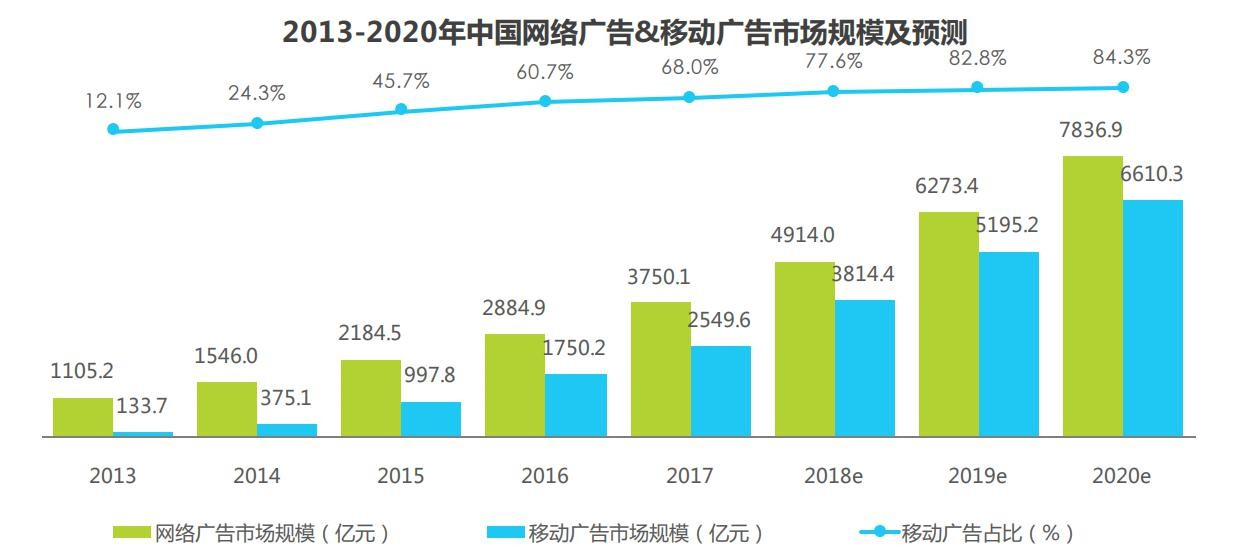 2013-2020年中国网络广告&移动广告市场规模及预测
12.1% 24.3% 45.7% 60.7% 68.0% 77.6% 82.8% 84.3%
1105.2 1546.0 2184.5 2884.9 3750.1 4914.0 6273.4 7836.9
133.7 375.1 997.8 1750.2 2549.6 3814.4 5195.2 6610.3
2013 2014 2015 2016 2017 2018e 2019e 2020e
网络广告市场规模（亿元） 移动广告市场规模（亿元） 移动广告占比（%）